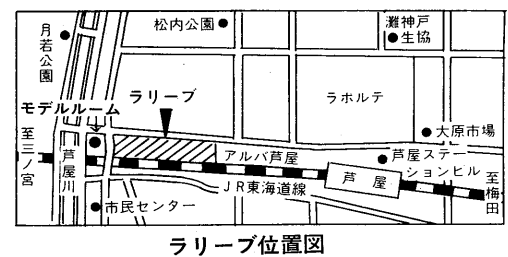 月若公園
松内公園
灘神戸
生協
モデルルーム
ラリーブ
ラポルテ
大原市場
至三ノ宮
芦屋川
アルバ芦屋
芦屋ステー
ションビル
芦屋
JR東海道線
至梅田
市民センター
ラリーブ位置図